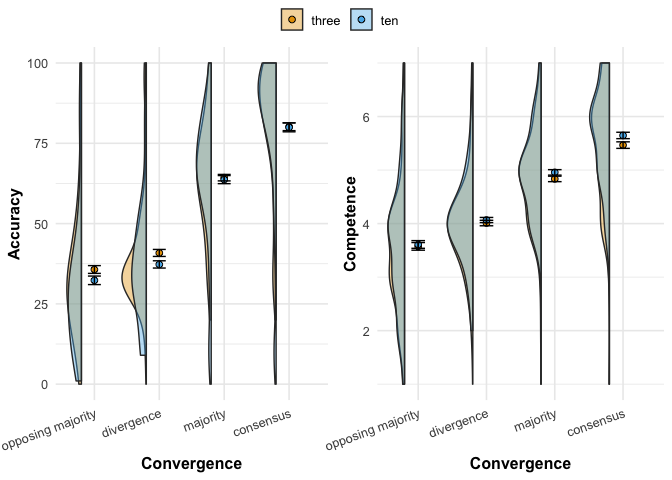 three ten
100
75
50
25
0
Accuracy
opposing majority
divergence
majority
consensus
Convergence
6
4
2
Competence
opposing majority
divergence
majority
consensus
Convergence